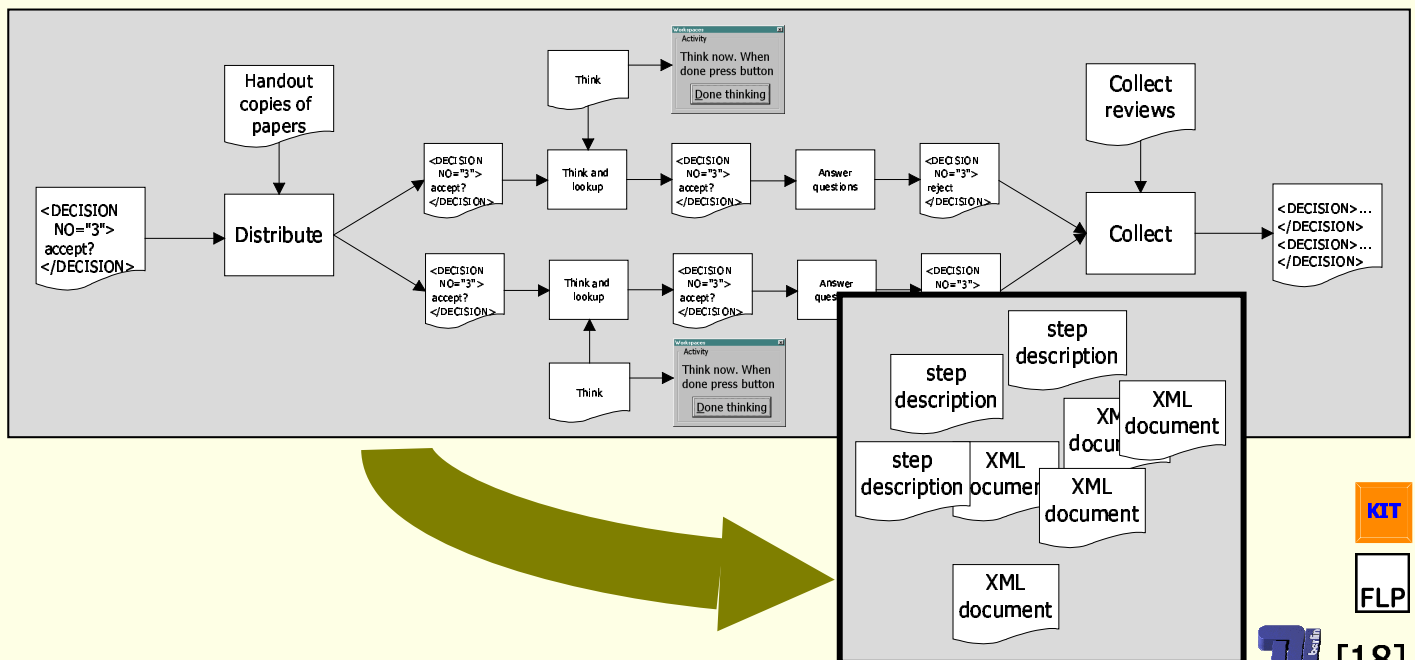 Handout
copies of
papers
<DECISION
NO="3">
accept?
</DECISION>
Distribute
Think
Workspaces
Activity
Think now. When
done press button
Done thinking
<DECISION
NO="3">
accept?
</DECISION>
Think and
lookup
<DECISION
NO="3">
accept?
</DECISION>
Answer
questions
<DECISION
NO="3">
reject
</DECISION>
Collect
reviews
Collect
<DECISION>...
</DECISION>
<DECISION>...
</DECISION>
<DECISION
NO="3">
accept?
</DECISION>
Think and
lookup
<DECISION
NO="3">
accept?
</DECISION>
Answer
<DECISION
NO="3">
Think
Workspaces
Activity
Think now. When
done press button
Done thinking
step
description
step
description
XML
document
step
description
XML
XML
document
XML
document
KIT
FLP
berlin
[18]